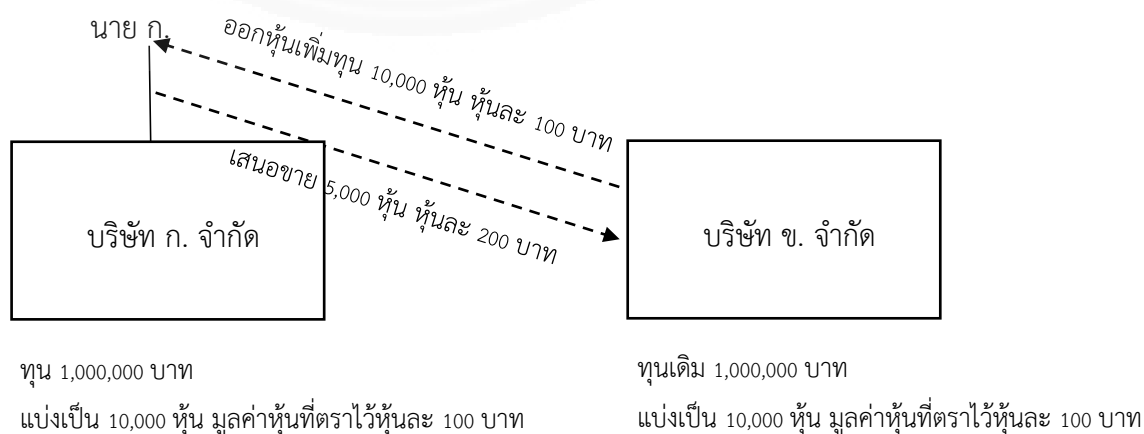 นาย ก.
ออกหุ้นเพิ่มทุน 10,000 หุ้น หุ้นละ 100 บาท
เสนอขาย 5,000 หุ้น หุ้นละ 200 บาท
บริษัท ก. จำกัด
บริษัท ข. จำกัด
ทุน 1,000,000 บาท
แบ่งเป็น 10,000 หุ้น มูลค่าหุ้นที่ตราไว้หุ้นละ 100 บาท
ทุนเดิม 1,000,000 บาท
แบ่งเป็น 10,000 หุ้น มูลค่าหุ้นที่ตราไว้หุ้นละ 100 บาท